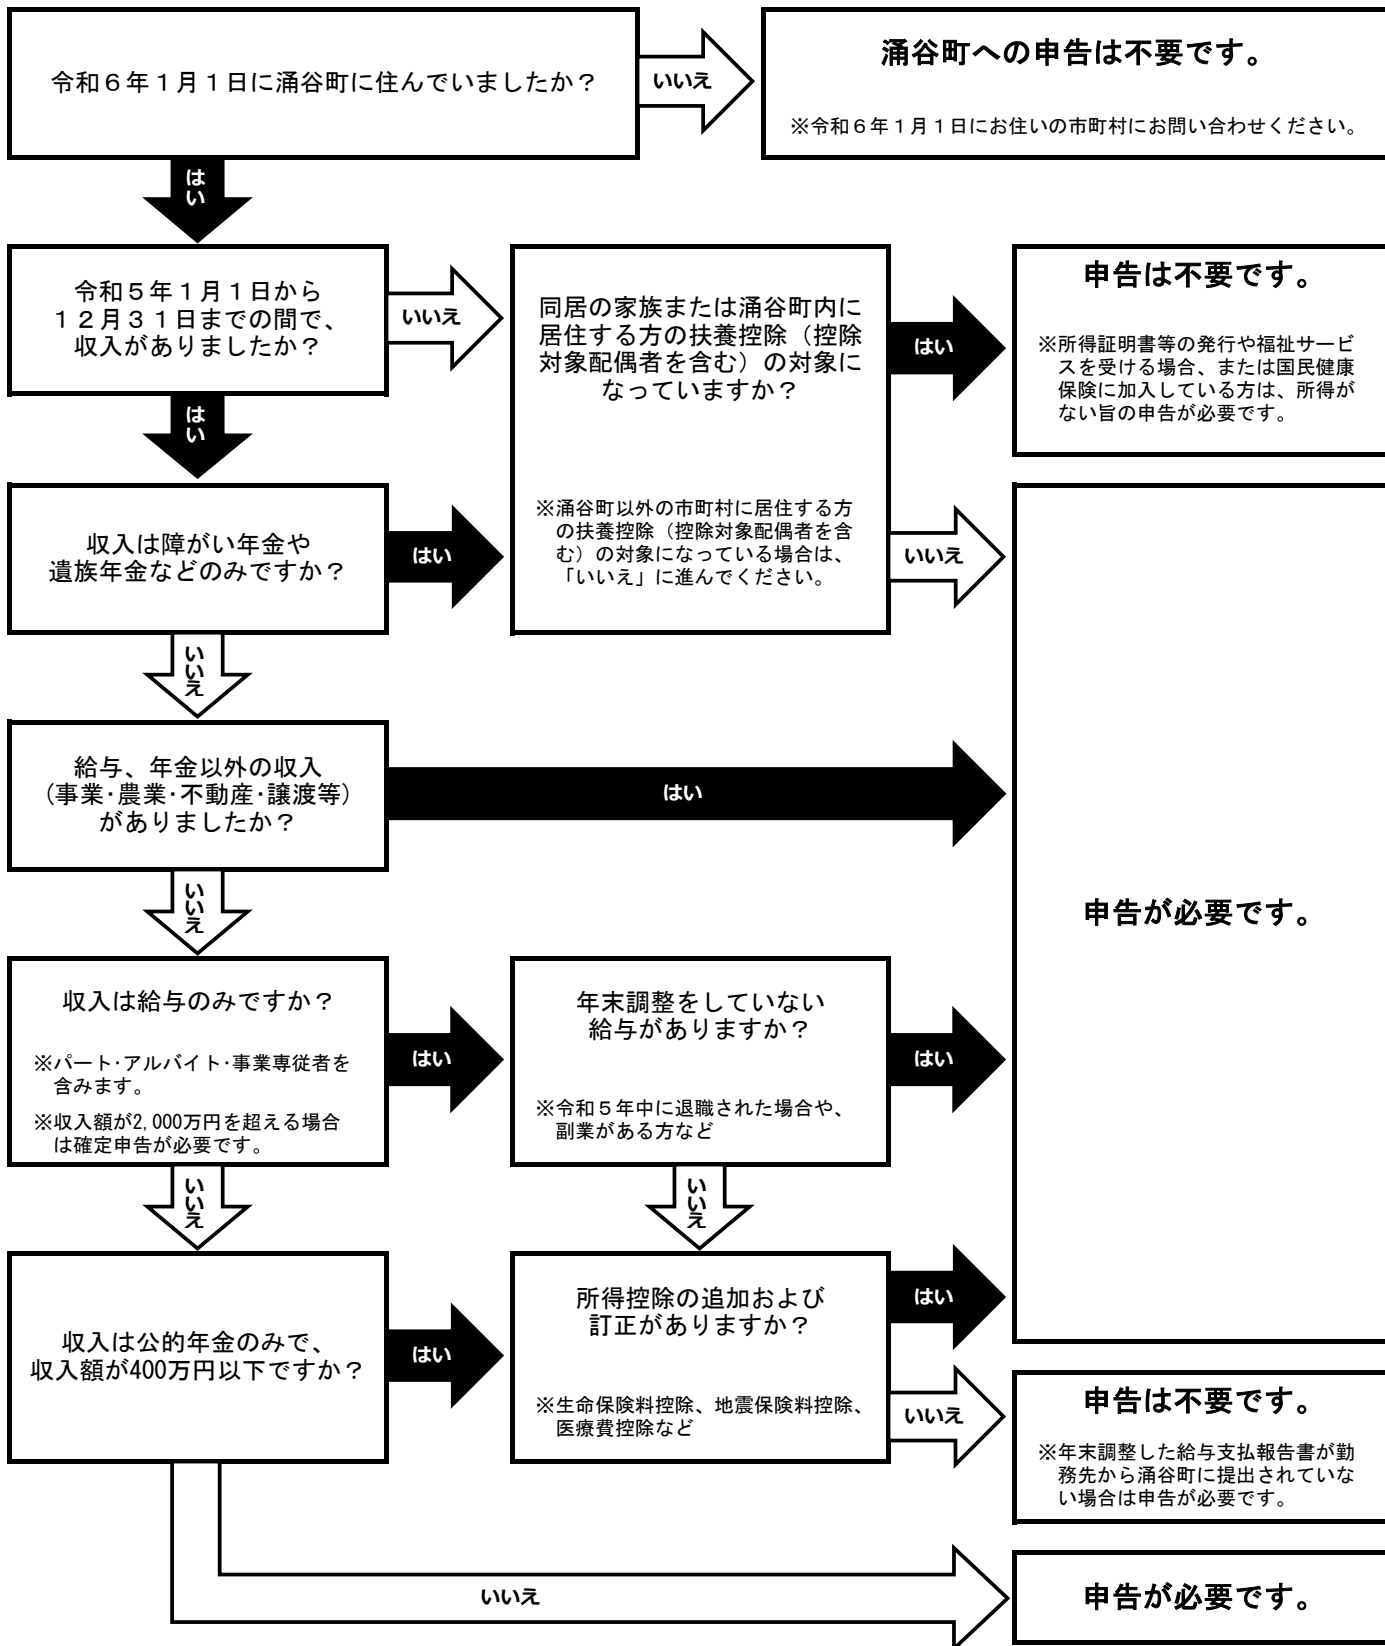 令和６年１月１日に涌谷町に住んでいましたか？
いいえ
涌谷町への申告は不要です。
※令和６年１月１日にお住いの市町村にお問い合わせください。
はい
令和５年１月１日から
１２月３１日までの間で、
収入がありましたか？
いいえ
同居の家族または涌谷町内に
居住する方の扶養控除（控除
対象配偶者を含む）の対象に
なっていますか？
※涌谷町以外の市町村に居住する方
の扶養控除（控除対象配偶者を含
む）の対象になっている場合は、
「いいえ」に進んでください。
はい
申告は不要です。
※所得証明書等の発行や福祉サービ
スを受ける場合、または国民健康
保険に加入している方は、所得が
ない旨の申告が必要です。
はい
収入は障がい年金や
遺族年金などのみですか？
はい
いいえ
いいえ
給与、年金以外の収入
(事業･農業･不動産･譲渡等)
がありましたか？
はい
申告が必要です。
いいえ
収入は給与のみですか？
※パート･アルバイト･事業専従者を
含みます。
※収入額が2,000万円を超える場合
は確定申告が必要です。
はい
年末調整をしていない
給与がありますか？
※令和５年中に退職された場合や、
副業がある方など
はい
いいえ
いいえ
収入は公的年金のみで、
収入額が400万円以下ですか？
はい
所得控除の追加および
訂正がありますか？
※生命保険料控除、地震保険料控除、
医療費控除など
はい
いいえ
申告は不要です。
※年末調整した給与支払報告書が勤
務先から涌谷町に提出されていな
い場合は申告が必要です。
いいえ
申告が必要です。